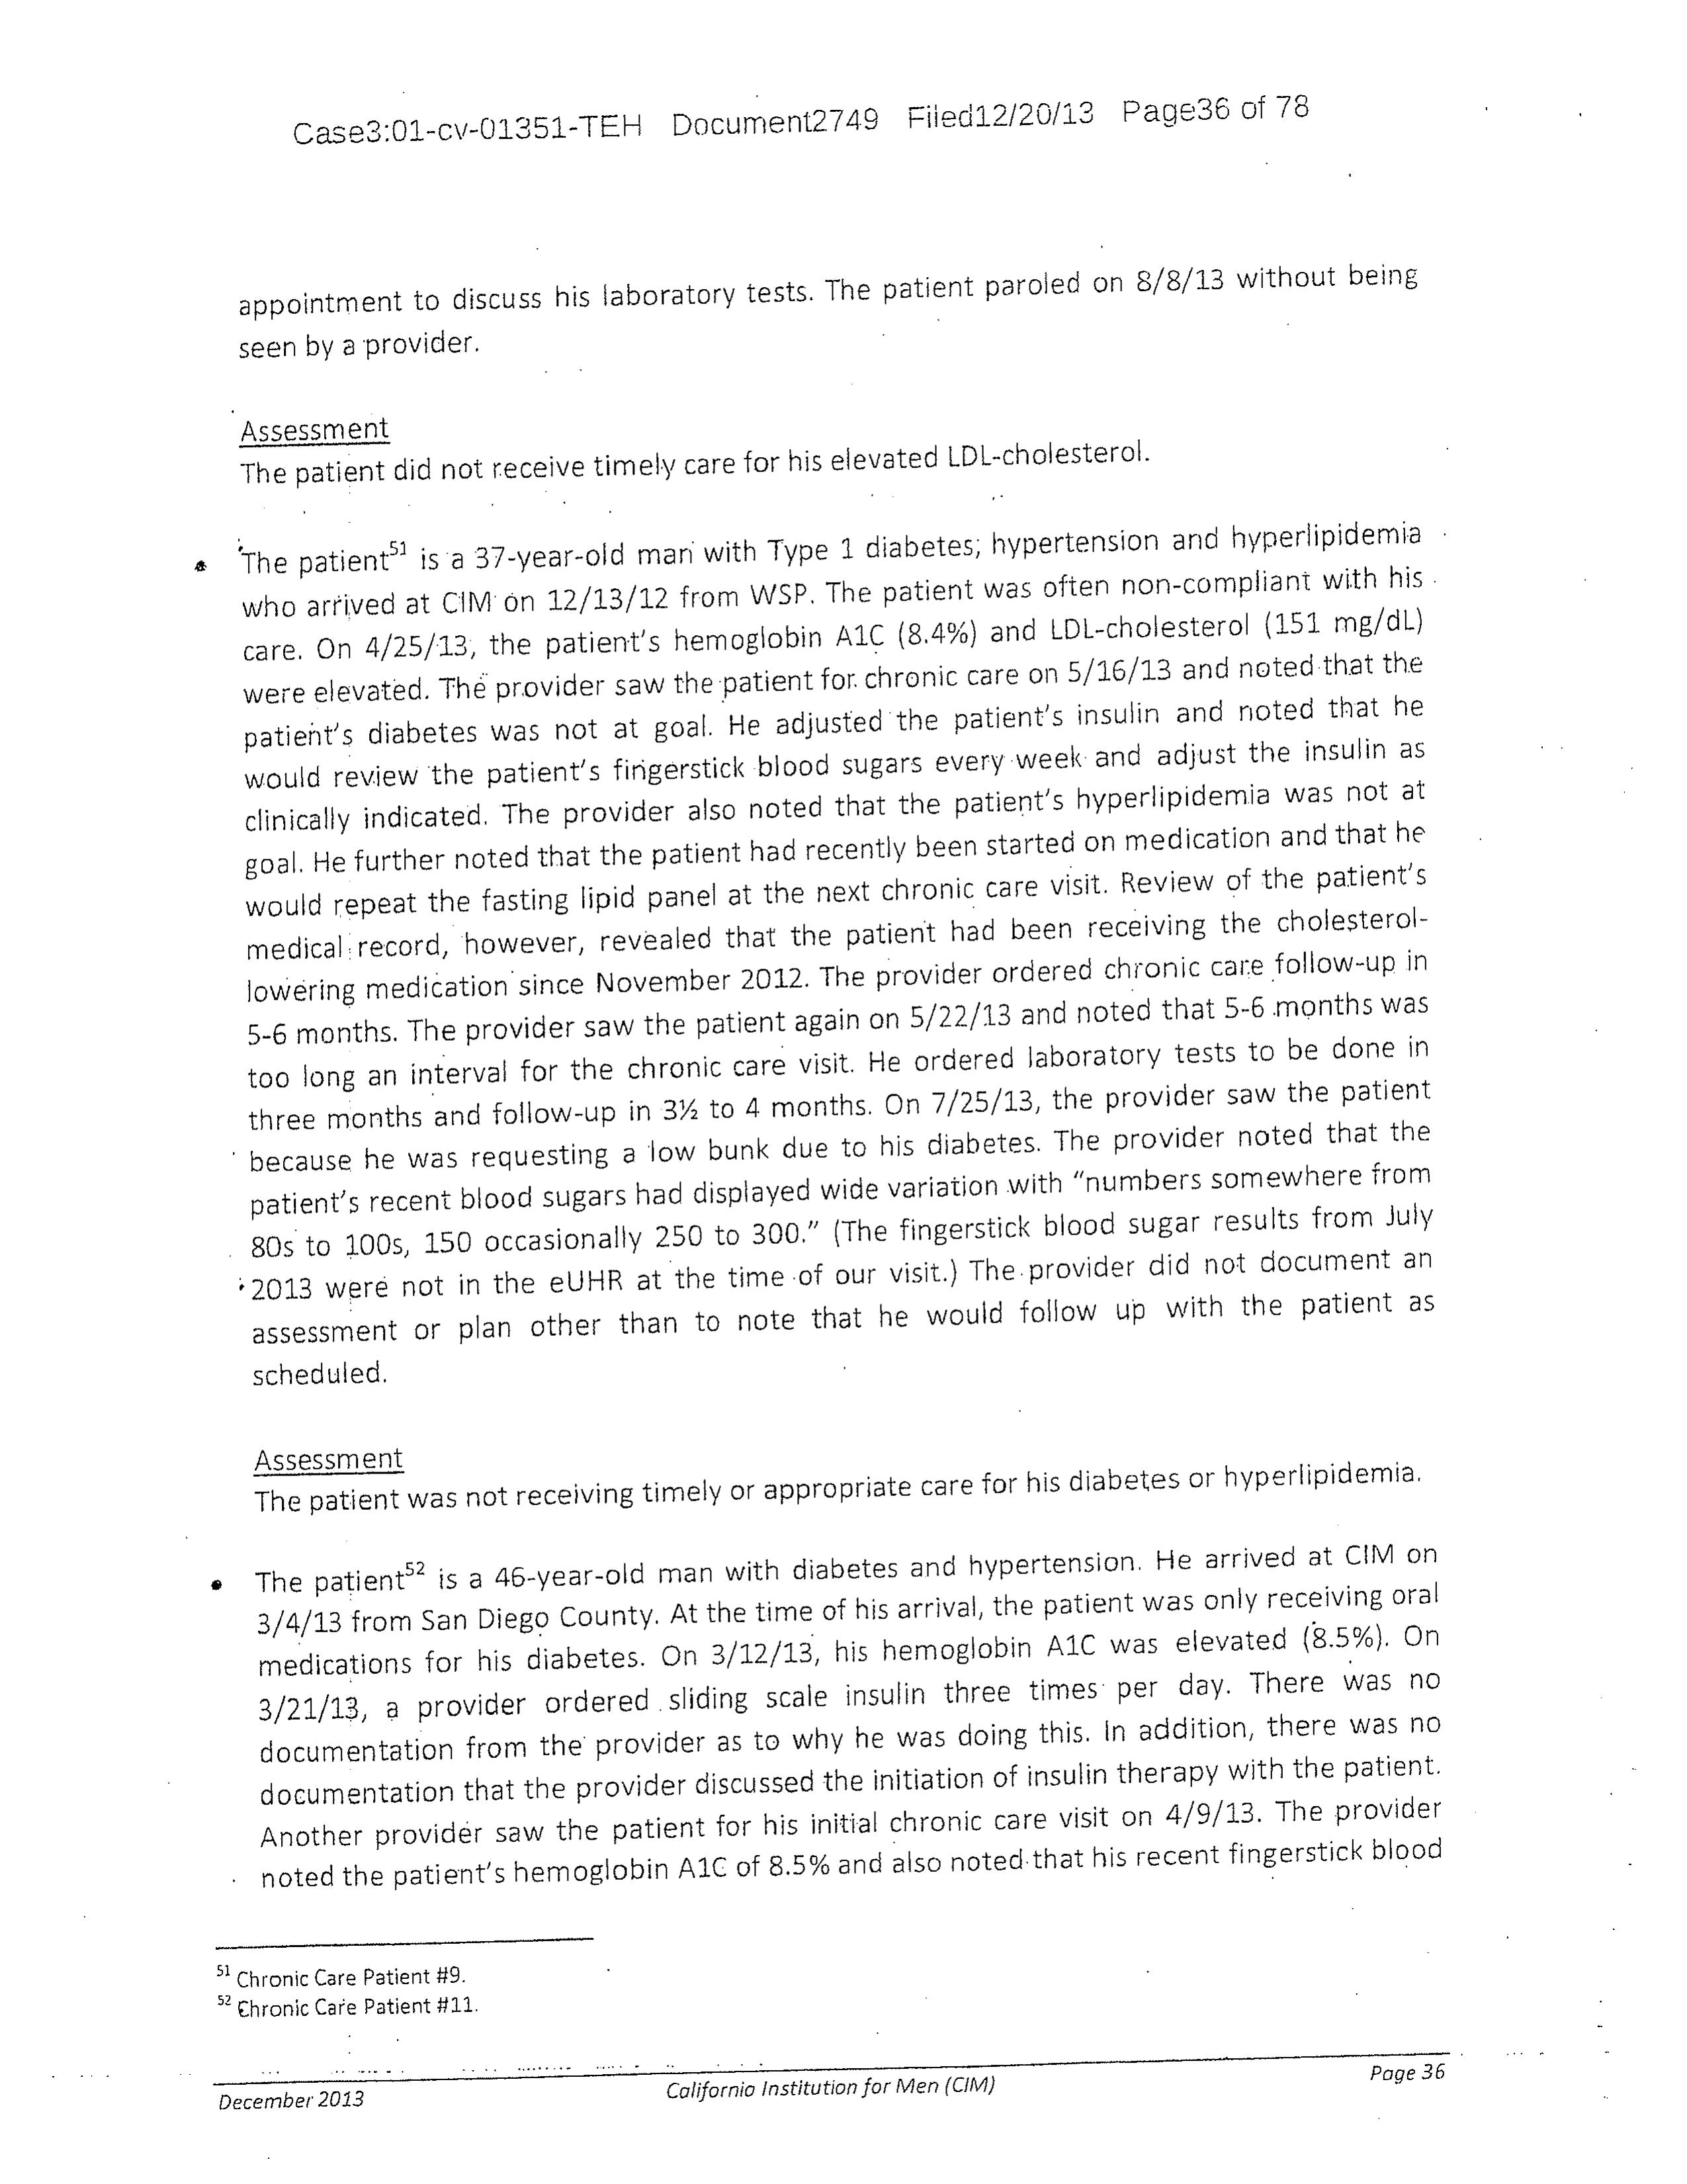 Case3:01-cv-01351-TEH Document2749 Filed12/20/13 Page36 of 78
appointment to discuss his laboratory tests. The patient paroled on 8/8/13 without being
seen by a provider.
Assessment
The patient did not receive timely care for his elevated LDL-cholesterol.
• The patient51 is a 37-year-old man with Type 1 diabetes, hypertension and hyperlipidemia
who arrived at CIM on 12/13/12 from WSP. The patient was often non-compliant with his
care. On 4/25/13, the patient's hemoglobin A1C (8.4%) and LDL-cholesterol (151 mg/dL)
were elevated. The provider saw the patient for chronic care on 5/16/13 and noted that the
patient's diabetes was not at goal. He adjusted the patient's insulin and noted that he
would review the patient's fingerstick blood sugars every week and adjust the insulin as
clinically indicated. The provider also noted that the patient's hyperlipidemia was not at
goal. He further noted that the patient had recently been started on medication and that he
would repeat the fasting lipid panel at the next chronic care visit. Review of the patient's
medical record, however, revealed that the patient had been receiving the cholesterol-
lowering medication since November 2012. The provider ordered chronic care follow-up in
5-6 months. The provider saw the patient again on 5/22/13 and noted that 5-6 months was
too long an interval for the chronic care visit. He ordered laboratory tests to be done in
three months and follow-up in 3½ to 4 months. On 7/25/13, the provider saw the patient
because he was requesting a low bunk due to his diabetes. The provider noted that the
patient's recent blood sugars had displayed wide variation with "numbers somewhere from
80s to 100s, 150 occasionally 250 to 300." (The fingerstick blood sugar results from July
2013 were not in the eUHR at the time of our visit.) The provider did not document an
assessment or plan other than to note that he would follow up with the patient as
scheduled.
Assessment
The patient was not receiving timely or appropriate care for his diabetes or hyperlipidemia.
• The patient52 is a 46-year-old man with diabetes and hypertension. He arrived at CIM on
3/4/13 from San Diego County. At the time of his arrival, the patient was only receiving oral
medications for his diabetes. On 3/12/13, his hemoglobin A1C was elevated (8.5%). On
3/21/13, a provider ordered sliding scale insulin three times per day. There was no
documentation from the provider as to why he was doing this. In addition, there was no
documentation that the provider discussed the initiation of insulin therapy with the patient.
Another provider saw the patient for his initial chronic care visit on 4/9/13. The provider
noted the patient's hemoglobin A1C of 8.5% and also noted that his recent fingerstick blood
51 Chronic Care Patient #9.
52 Chronic Care Patient #11.
December 2013 California Institution for Men (CIM) Page 36